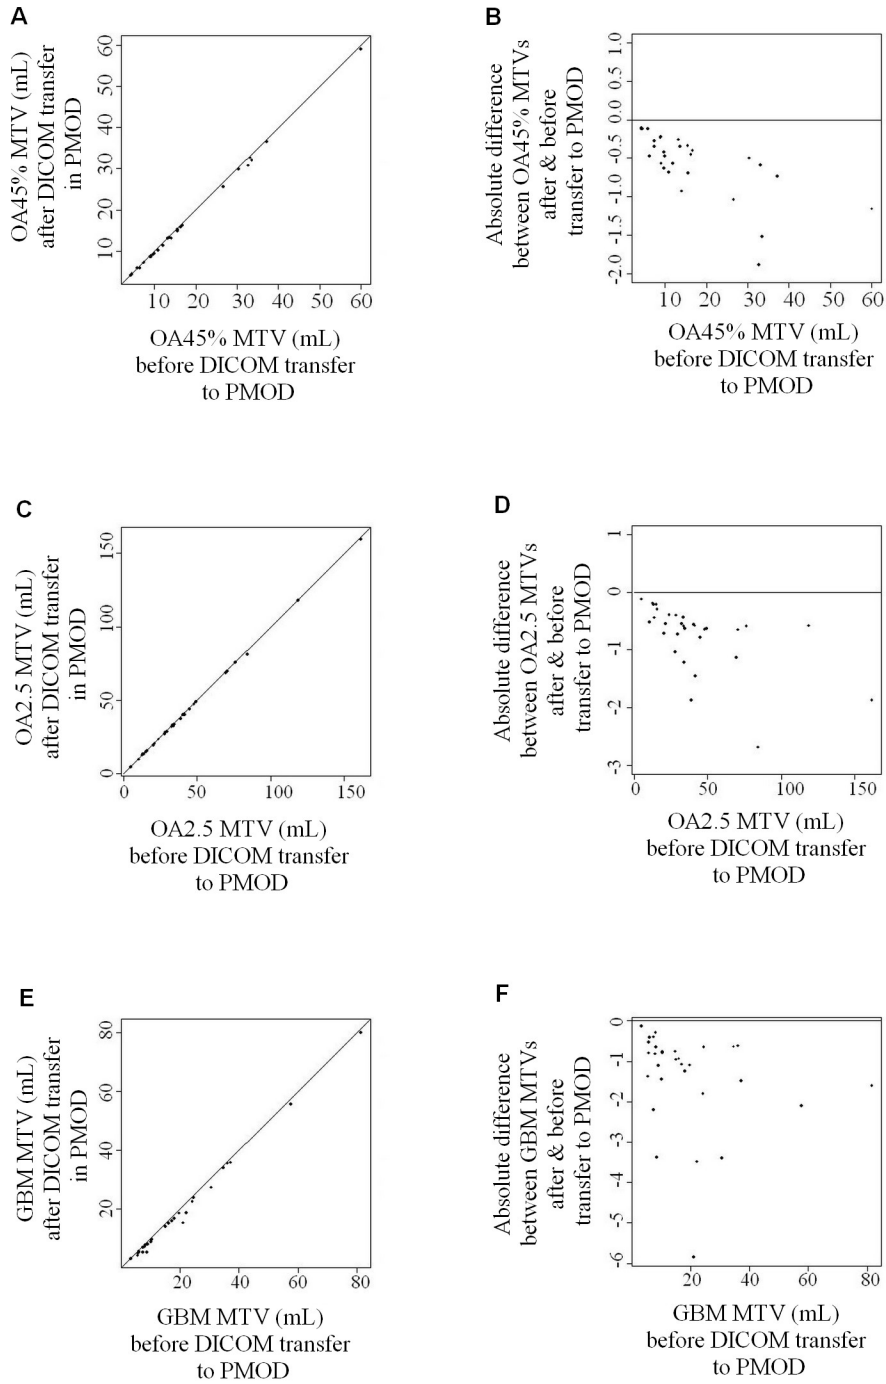 A
OA45% MTV (mL)
after DICOM transfer
in PMOD
60
50
40
30
20
10
10 20 30 40 50 60
OA45% MTV (mL)
before DICOM transfer
to PMOD
B
Absolute difference
between OA45% MTVs
after & before
transfer to PMOD
1.0
0.5
0.0
-0.5
-1.0
-1.5
-2.0
10 20 30 40 50 60
OA45% MTV (mL)
before DICOM transfer
to PMOD
C
OA2.5 MTV (mL)
after DICOM transfer
in PMOD
150
100
50
0
0 50 100 150
OA2.5 MTV (mL)
before DICOM transfer
to PMOD
D
Absolute difference
between OA2.5 MTVs
after & before
transfer to PMOD
1
0
-1
-2
-3
0 50 100 150
OA2.5 MTV (mL)
before DICOM transfer
to PMOD
E
GBM MTV (mL)
after DICOM transfer
in PMOD
80
60
40
20
20 40 60 80
GBM MTV (mL)
before DICOM transfer
to PMOD
F
Absolute difference
between GBM MTVs
after & before
transfer to PMOD
0
-1
-2
-3
-4
-5
-6
20 40 60 80
GBM MTV (mL)
before DICOM transfer
to PMOD